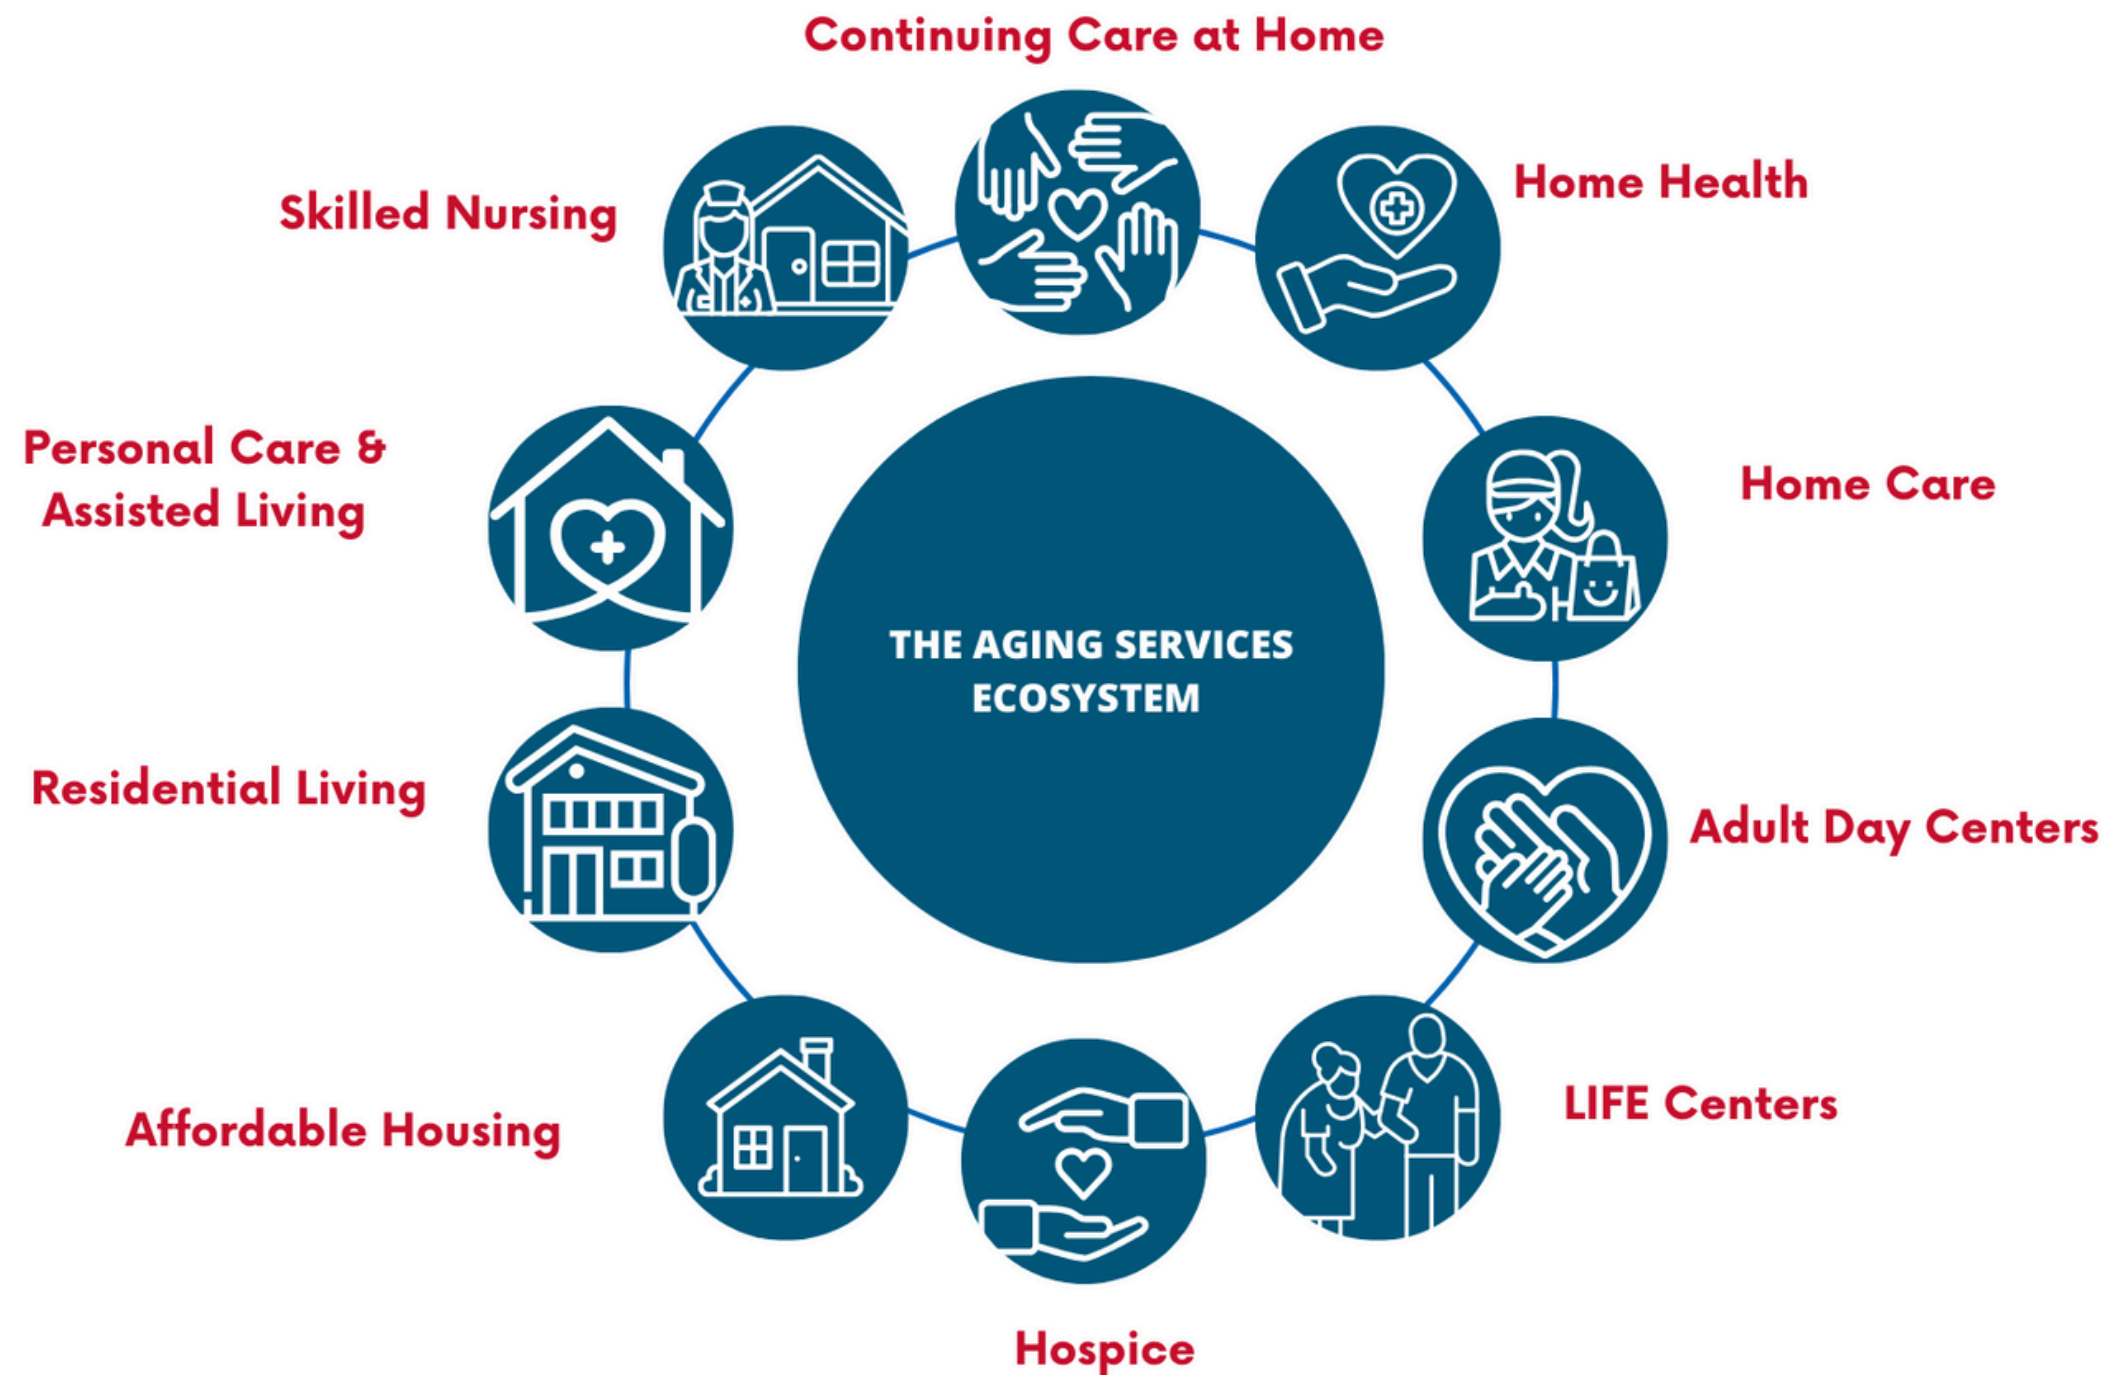 Continuing Care at Home
Skilled Nursing
Home Health
Personal Care &
Assisted Living
Home Care
THE AGING SERVICES
ECOSYSTEM
Residential Living
Adult Day Centers
Affordable Housing
LIFE Centers
Hospice